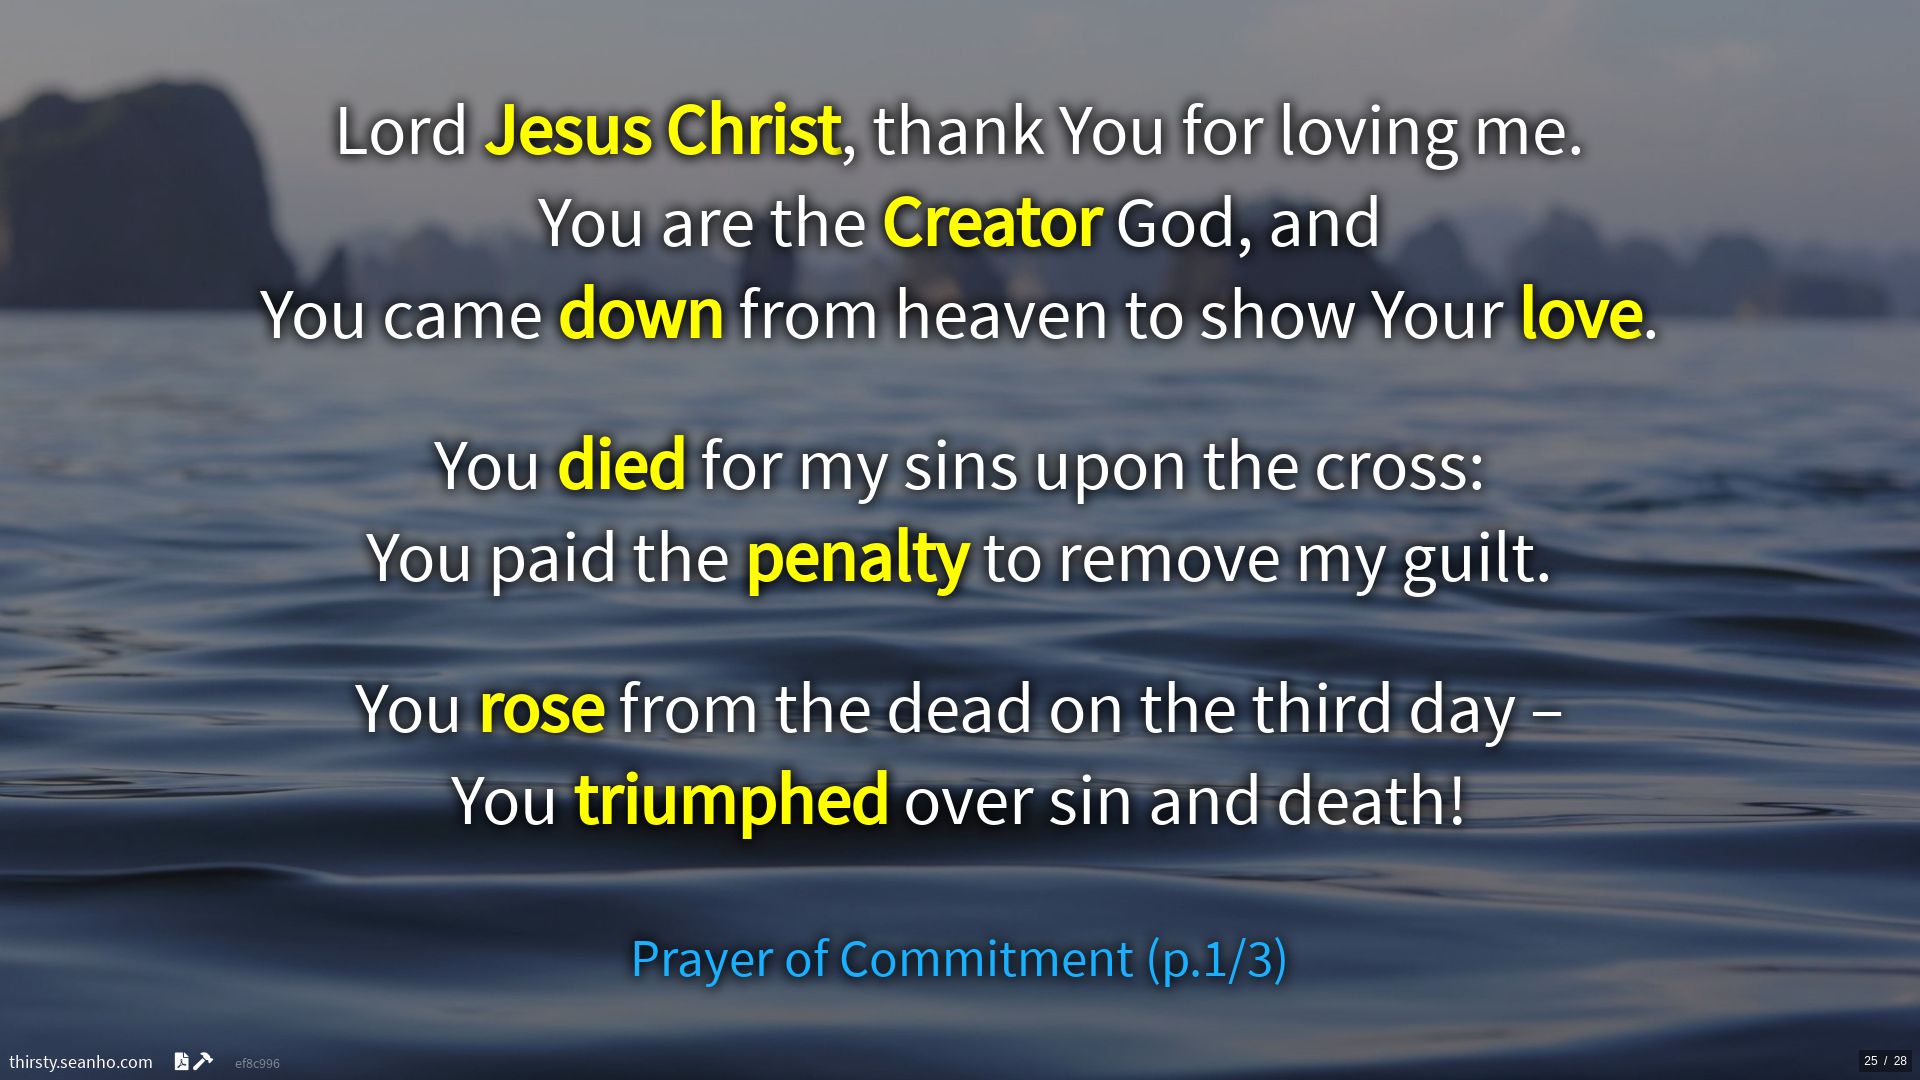 Lord Jesus Christ, thank You for loving me.
You are the Creator God, and
You came down from heaven to show Your love.
You died for my sins upon the cross:
You paid the penalty to remove my guilt.
You rose from the dead on the third day –
You triumphed over sin and death!
Prayer of Commitment (p.1/3)
thirsty.seanho.com ef8c996
25 / 28